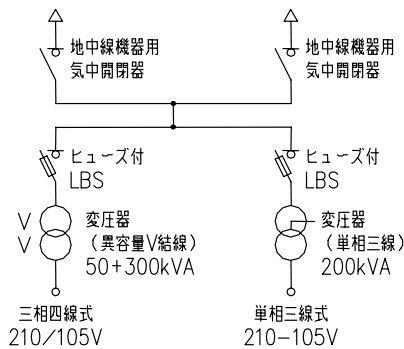 地中線機器用
気中開閉器
地中線機器用
気中開閉器
ヒューズ付
LBS
ヒューズ付
LBS
V
V
変圧器
(異容量V結線)
50+300kVA
変圧器
(単相三線)
200kVA
三相四線式
210/105V
単相三線式
210-105V